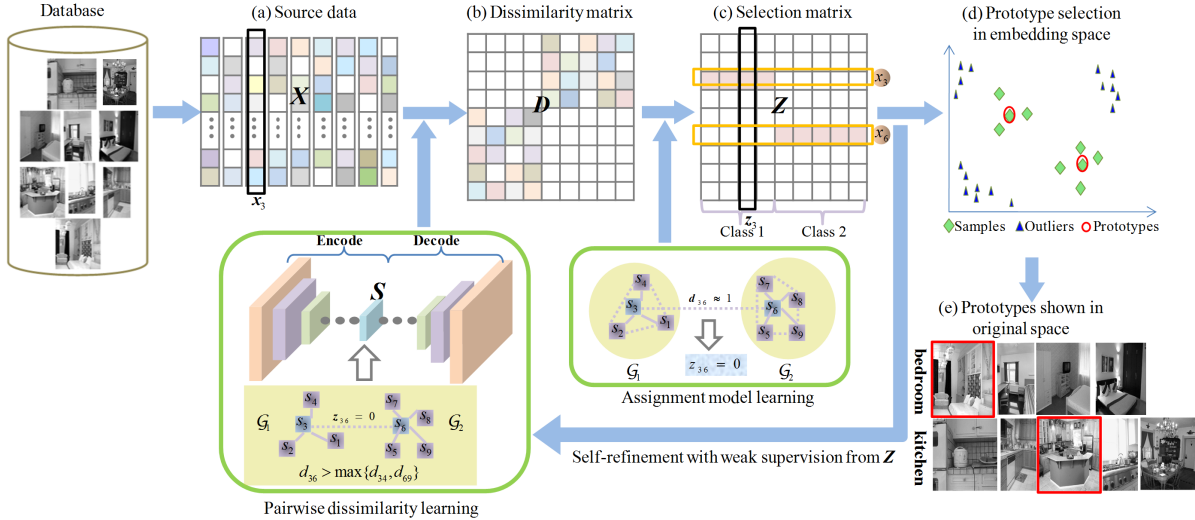 Database
(a) Source data
(b) Dissimilarity matrix
(c) Selection matrix
(d) Prototype selection
in embedding space
X
D
Z
x₃
x₆
x₃
z₃
Class 1
Class 2
Samples
Outliers
Prototypes
Encode
Decode
S
S₄
S₃
S₂
S₁
𝒢₁
z₃₆ = 0
S₇
S₈
S₆
S₅
S₉
𝒢₂
d₃₆ > max{d₃₄, d₆₉}
Pairwise dissimilarity learning
S₄
S₃
S₂
S₁
𝒢₁
d₃₆ ≈ 1
z₃₆ = 0
S₇
S₈
S₆
S₅
S₉
𝒢₂
Assignment model learning
Self-refinement with weak supervision from Z
(e) Prototypes shown in
original space
bedroom
kitchen